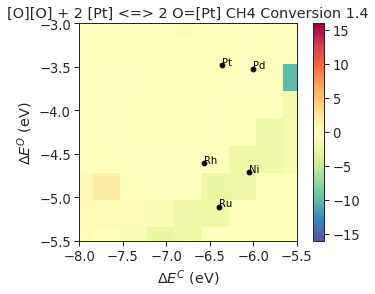 [O][O] + 2 [Pt] <=> 2 O=[Pt] CH4 Conversion 1.4
−3.0
−3.5
−4.0
−4.5
−5.0
−5.5
ΔE^O (eV)
Pt
Pd
Rh
Ni
Ru
−8.0 −7.5 −7.0 −6.5 −6.0 −5.5
ΔE^C (eV)
15
10
5
0
−5
−10
−15